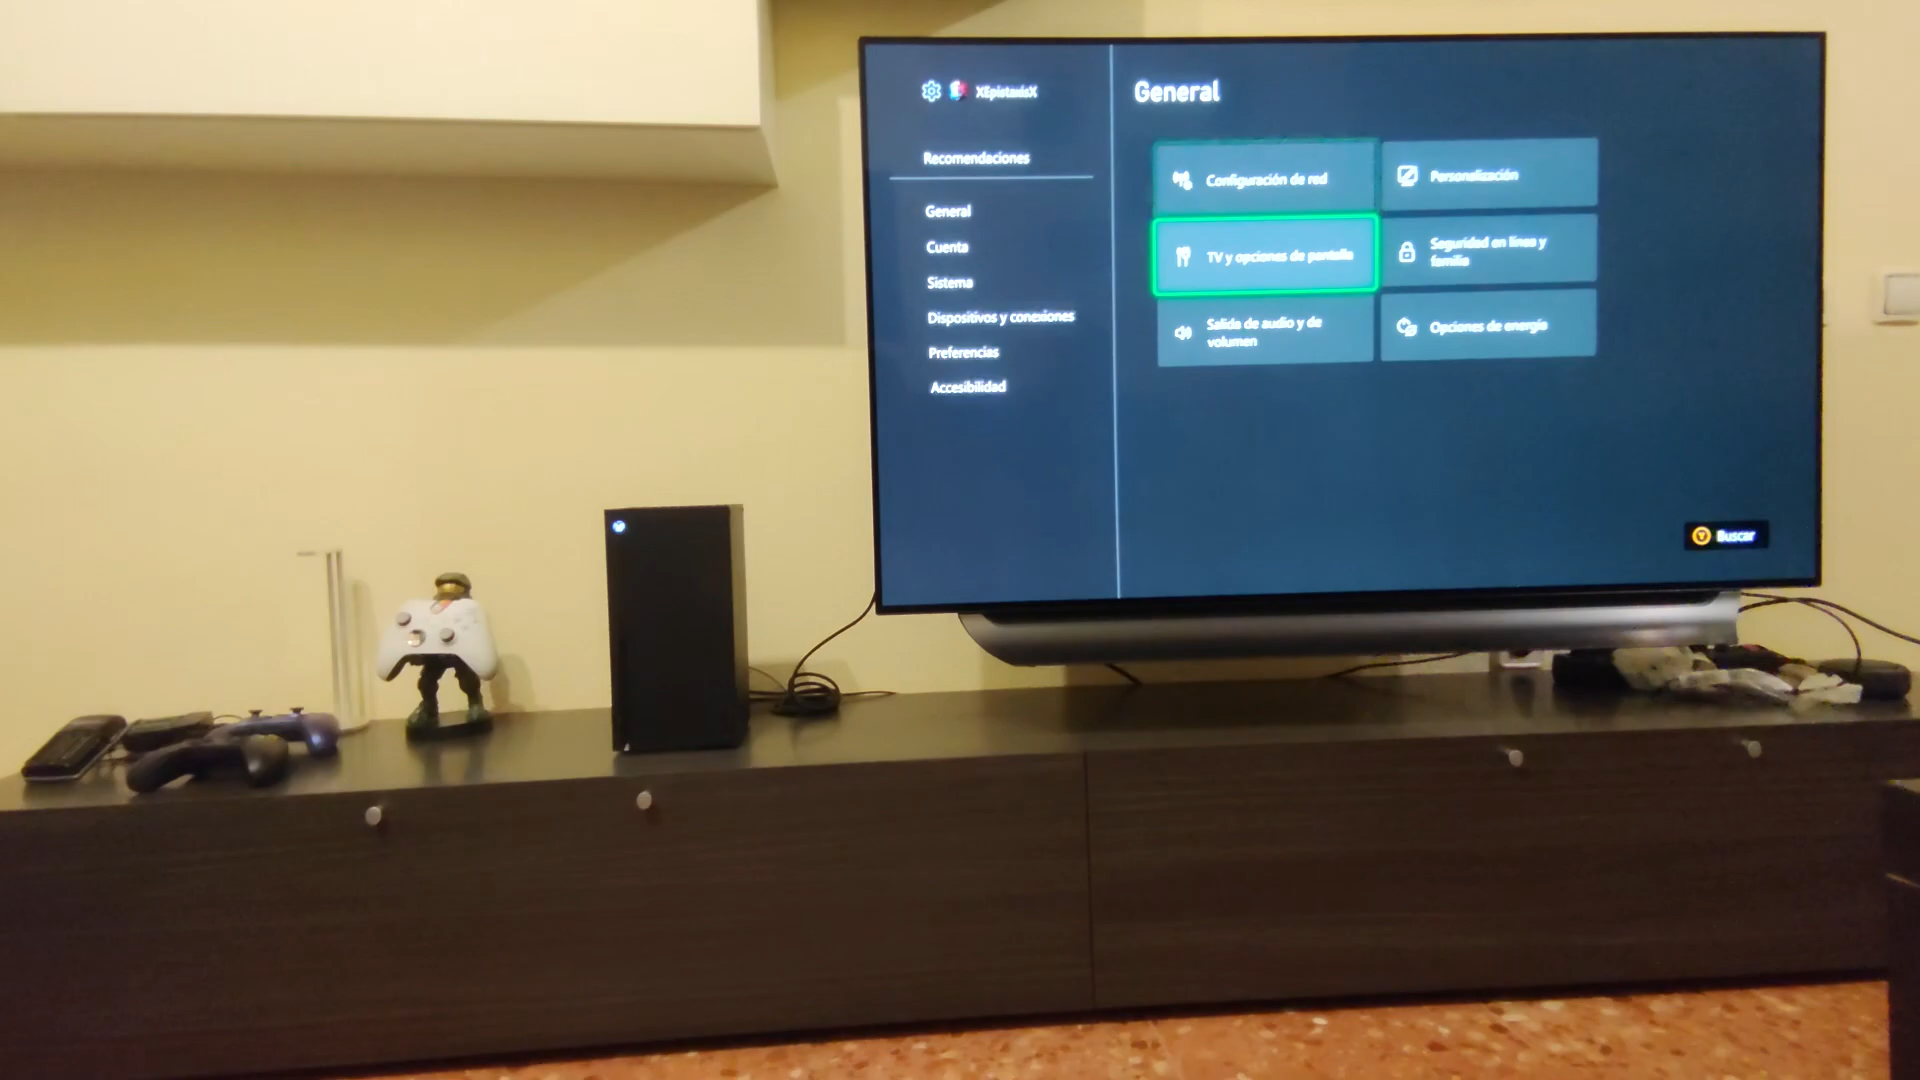 XEpistaxisX
Recomendaciones
General
Cuenta
Sistema
Dispositivos y conexiones
Preferencias
Accesibilidad
General
Configuración de red
Personalización
TV y opciones de pantalla
Seguridad en línea y
familia
Salida de audio y de
volumen
Opciones de energía
Y Buscar